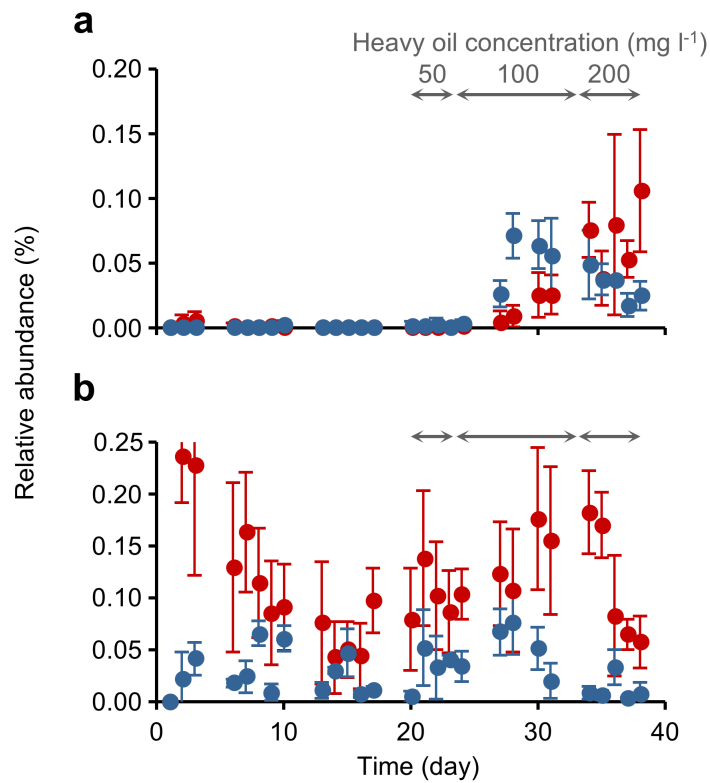 a
Heavy oil concentration (mg l-1)
50 100 200
0.20
0.15
0.10
0.05
0.00
Relative abundance (%)
b
0.25
0.20
0.15
0.10
0.05
0.00
0 10 20 30 40
Time (day)